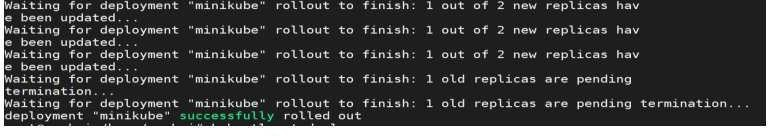 Waiting for deployment "minikube" rollout to finish: 1 out of 2 new replicas hav
e been updated...
Waiting for deployment "minikube" rollout to finish: 1 out of 2 new replicas hav
e been updated...
Waiting for deployment "minikube" rollout to finish: 1 out of 2 new replicas hav
e been updated...
Waiting for deployment "minikube" rollout to finish: 1 old replicas are pending
termination...
Waiting for deployment "minikube" rollout to finish: 1 old replicas are pending termination...
deployment "minikube" successfully rolled out